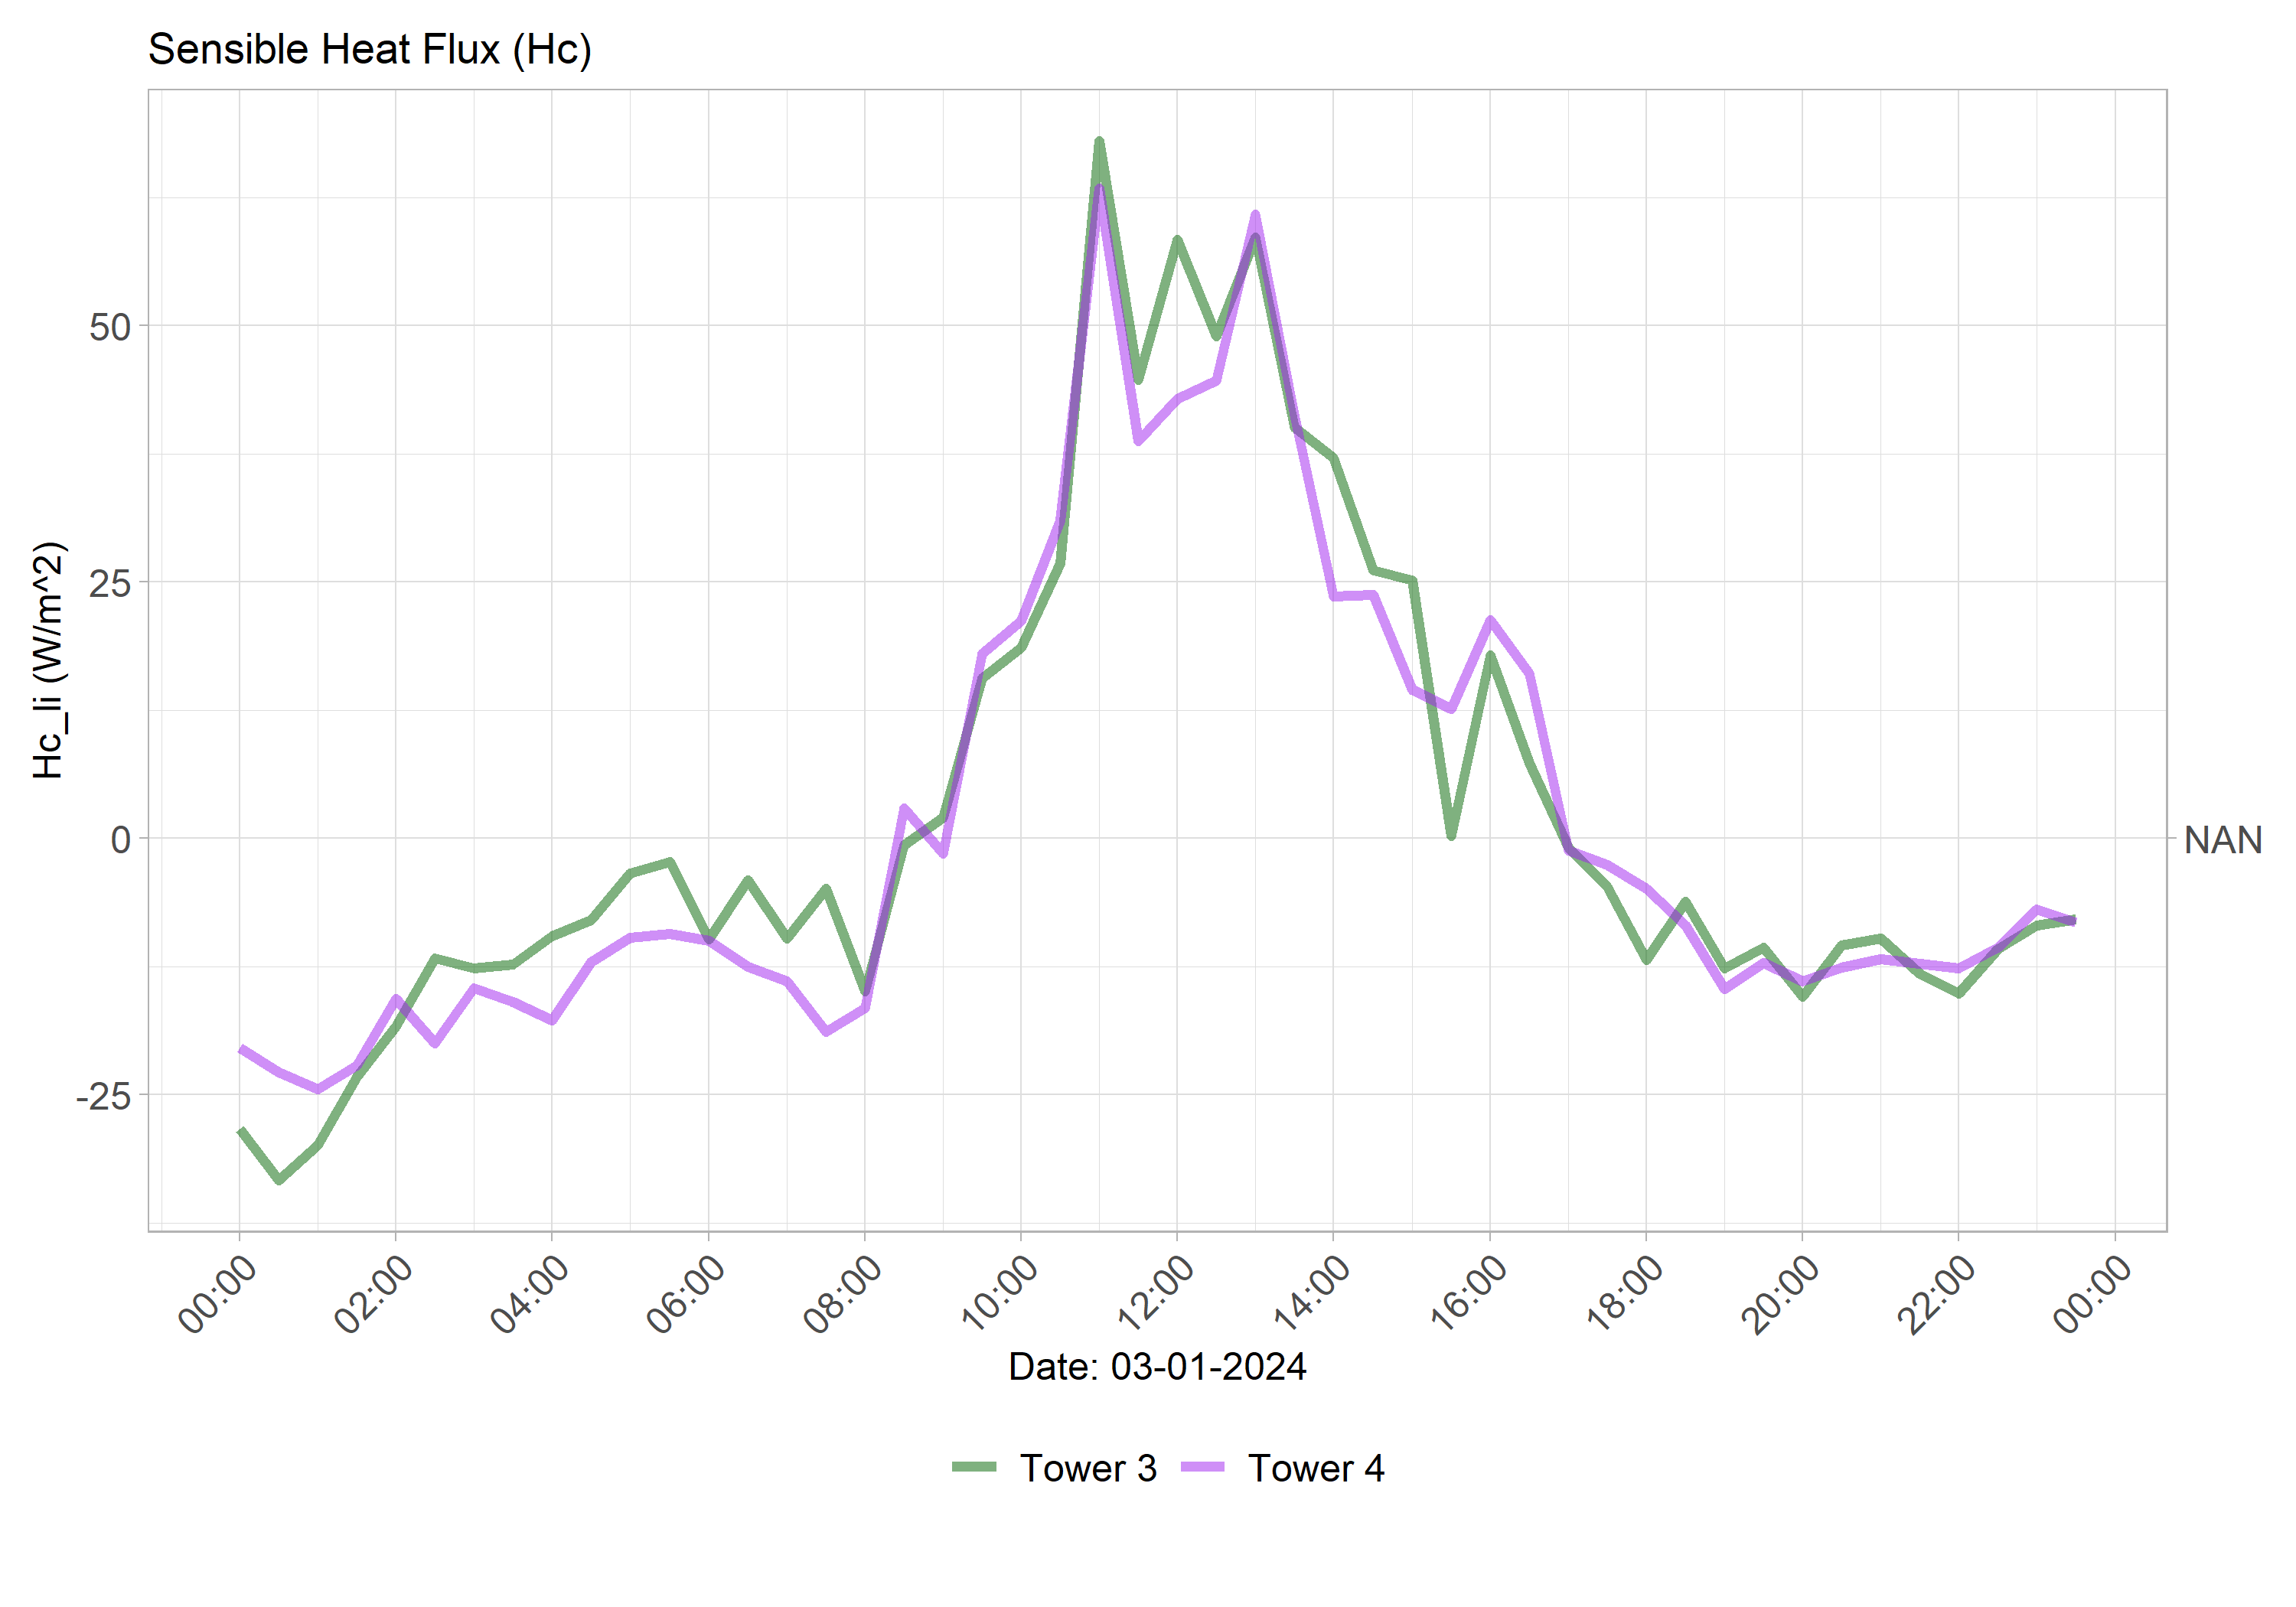 Sensible Heat Flux (Hc)
Hc_li (W/m^2)
50
25
0
-25
NAN
00:00 02:00 04:00 06:00 08:00 10:00 12:00 14:00 16:00 18:00 20:00 22:00 00:00
Date: 03-01-2024
Tower 3 Tower 4